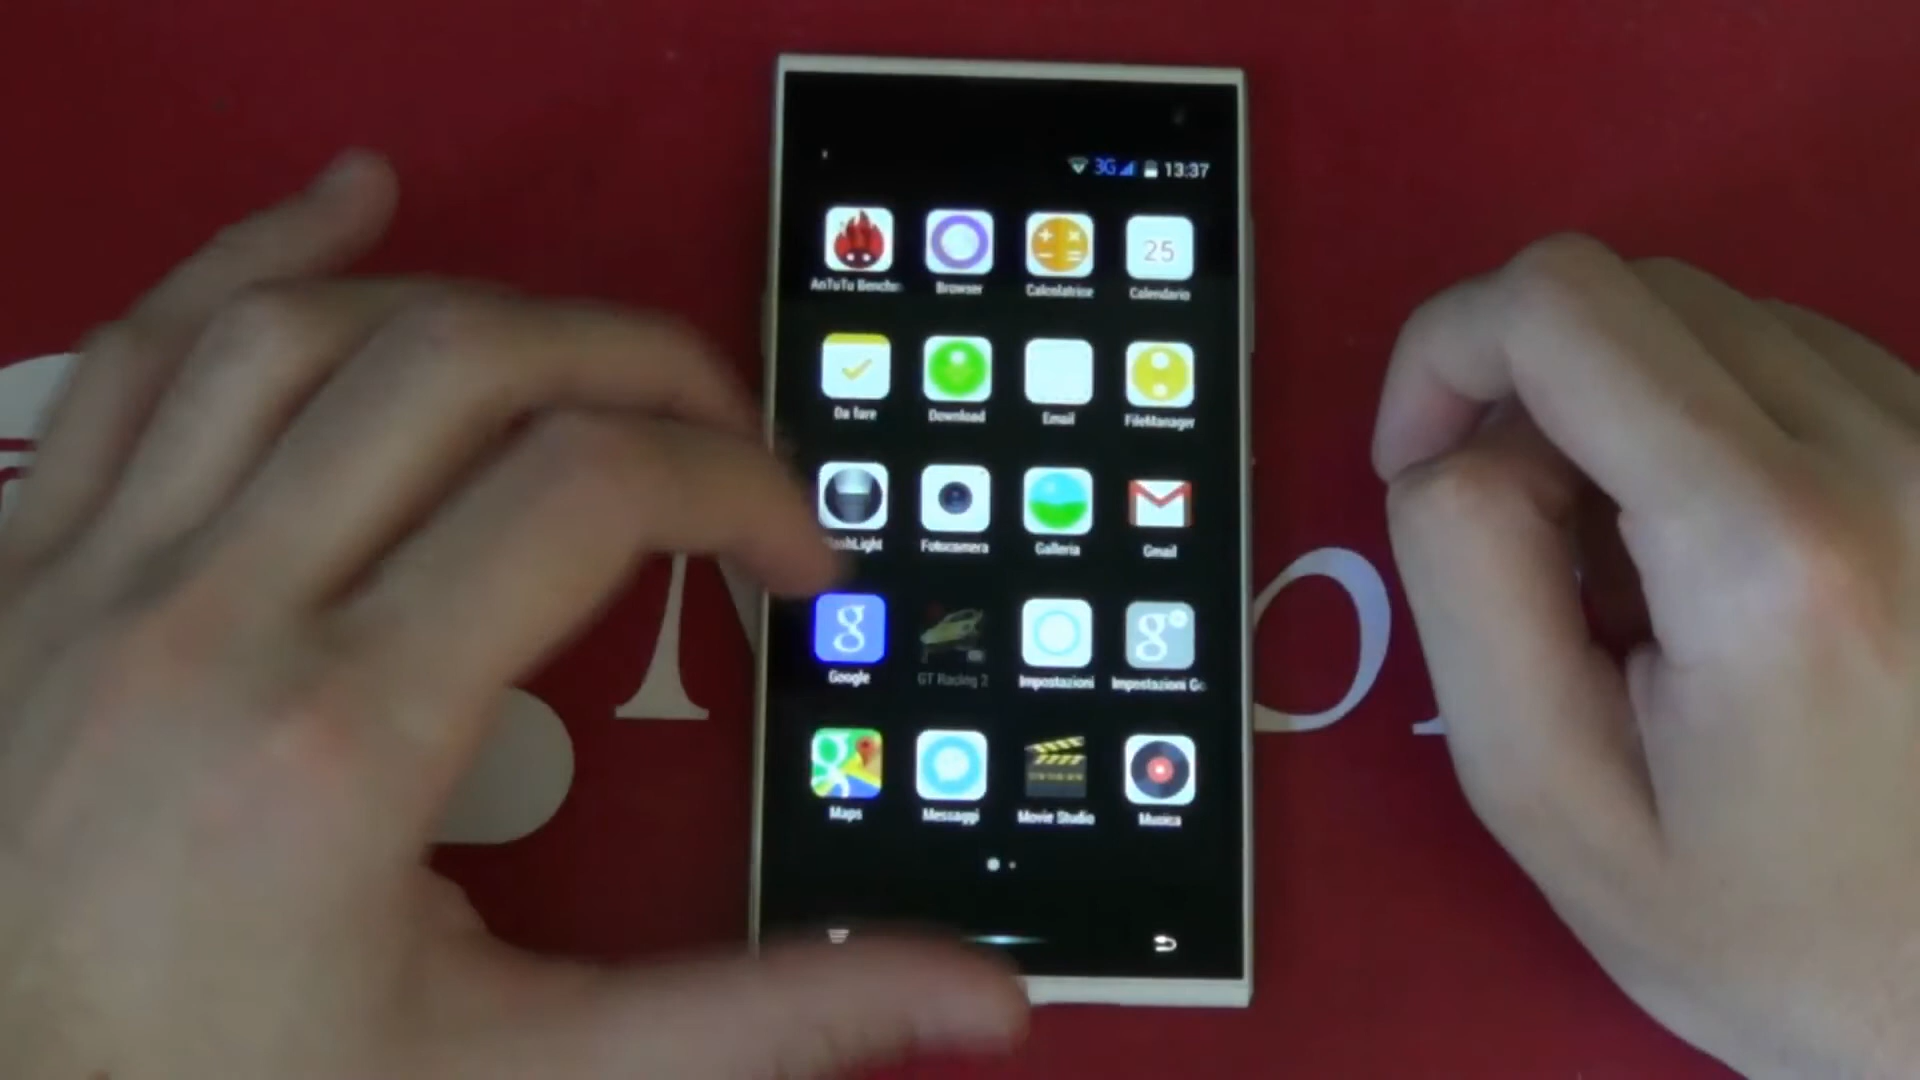 3G 13:37
AnTuTu Benchm Browser Calcolatrice Calendario
25
Da fare Download Email FileManager
FlashLight Fotocamera Galleria Gmail
Google GT Racing 2 Impostazioni Impostazioni Go
Maps Messaggi Movie Studio Musica